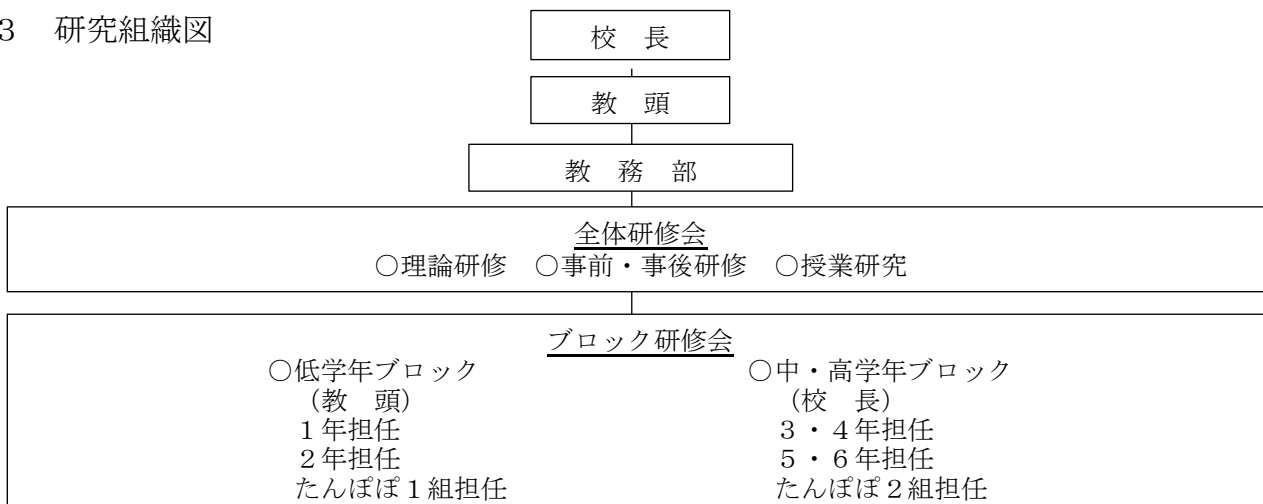 3　研究組織図
校　長
教　頭
教　務　部
全体研修会
○理論研修　○事前・事後研修　○授業研究
ブロック研修会
○低学年ブロック　○中・高学年ブロック
（教　頭）　（校　長）
１年担任　３・４年担任
２年担任　５・６年担任
たんぽぽ１組担任　たんぽぽ２組担任